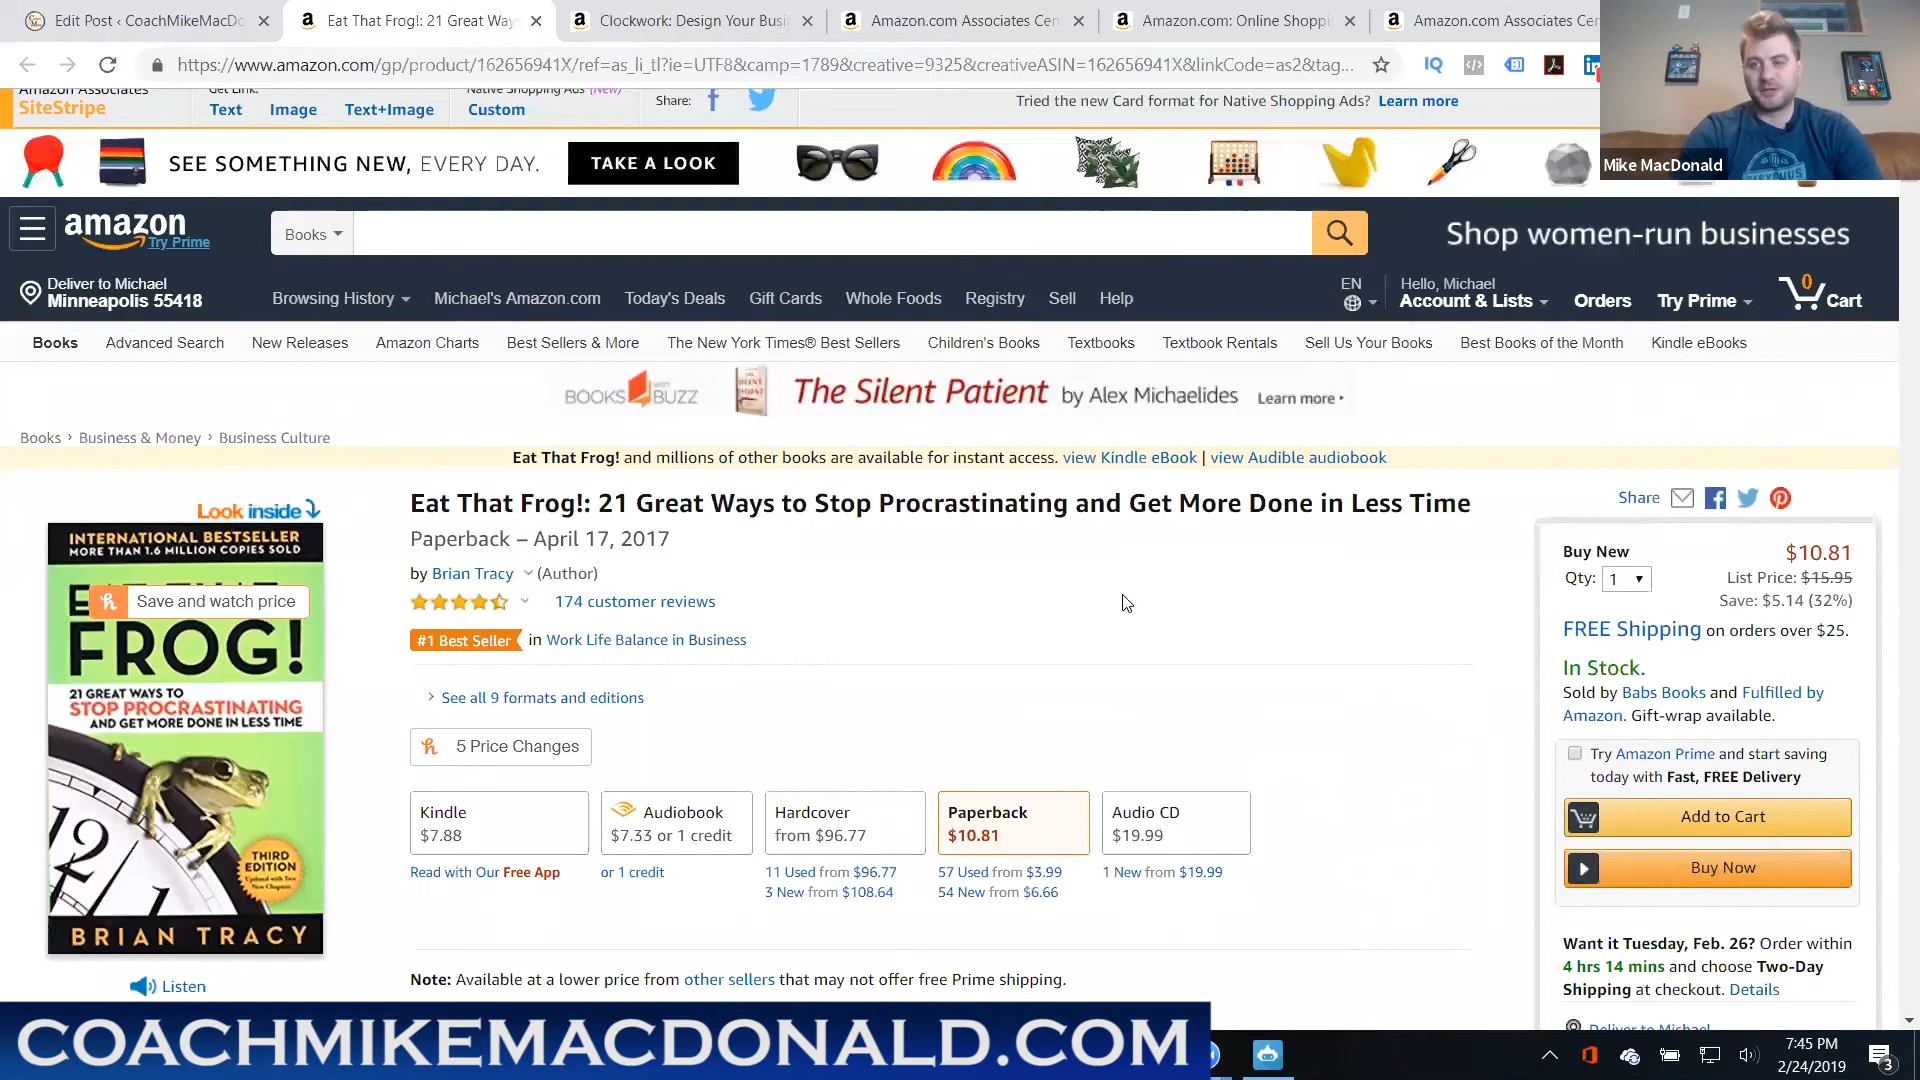 Edit Post ‹ CoachMikeMacDo
Eat That Frog!: 21 Great Way
Clockwork: Design Your Busi
Amazon.com Associates Cen
Amazon.com: Online Shoppi
Amazon.com Associates Ce
https://www.amazon.com/gp/product/162656941X/ref=as_li_tl?ie=UTF8&camp=1789&creative=9325&creativeASIN=162656941X&linkCode=as2&tag...
IQ
Amazon Associates
SiteStripe
Get Link:
Text
Image
Text+Image
Native Shopping Ads (New)
Custom
Share:
Tried the new Card format for Native Shopping Ads? Learn more
Mike MacDonald
SEE SOMETHING NEW, EVERY DAY.
TAKE A LOOK
amazon
Try Prime
Books
Shop women-run businesses
Deliver to Michael
Minneapolis 55418
Browsing History
Michael's Amazon.com
Today's Deals
Gift Cards
Whole Foods
Registry
Sell
Help
EN
Hello, Michael
Account & Lists
Orders
Try Prime
0
Cart
Books
Advanced Search
New Releases
Amazon Charts
Best Sellers & More
The New York Times® Best Sellers
Children's Books
Textbooks
Textbook Rentals
Sell Us Your Books
Best Books of the Month
Kindle eBooks
BOOKS BUZZ
The Silent Patient by Alex Michaelides
Learn more
Books › Business & Money › Business Culture
Eat That Frog! and millions of other books are available for instant access. view Kindle eBook | view Audible audiobook
Look inside
INTERNATIONAL BESTSELLER
MORE THAN 1.6 MILLION COPIES SOLD
Save and watch price
FROG!
21 GREAT WAYS TO
STOP PROCRASTINATING
AND GET MORE DONE IN LESS TIME
12
THIRD
EDITION
Updated with Two
New Chapters
BRIAN TRACY
Listen
Eat That Frog!: 21 Great Ways to Stop Procrastinating and Get More Done in Less Time
Paperback – April 17, 2017
by Brian Tracy (Author)
174 customer reviews
#1 Best Seller in Work Life Balance in Business
› See all 9 formats and editions
5 Price Changes
Kindle
$7.88
Read with Our Free App
Audiobook
$7.33 or 1 credit
or 1 credit
Hardcover
from $96.77
11 Used from $96.77
3 New from $108.64
Paperback
$10.81
57 Used from $3.99
54 New from $6.66
Audio CD
$19.99
1 New from $19.99
Note: Available at a lower price from other sellers that may not offer free Prime shipping.
Share
Buy New
$10.81
Qty: 1
List Price: $15.95
Save: $5.14 (32%)
FREE Shipping on orders over $25.
In Stock.
Sold by Babs Books and Fulfilled by
Amazon. Gift-wrap available.
Try Amazon Prime and start saving
today with Fast, FREE Delivery
Add to Cart
Buy Now
Want it Tuesday, Feb. 26? Order within
4 hrs 14 mins and choose Two-Day
Shipping at checkout. Details
Deliver to Michael
COACHMIKEMACDONALD.COM
7:45 PM
2/24/2019
3